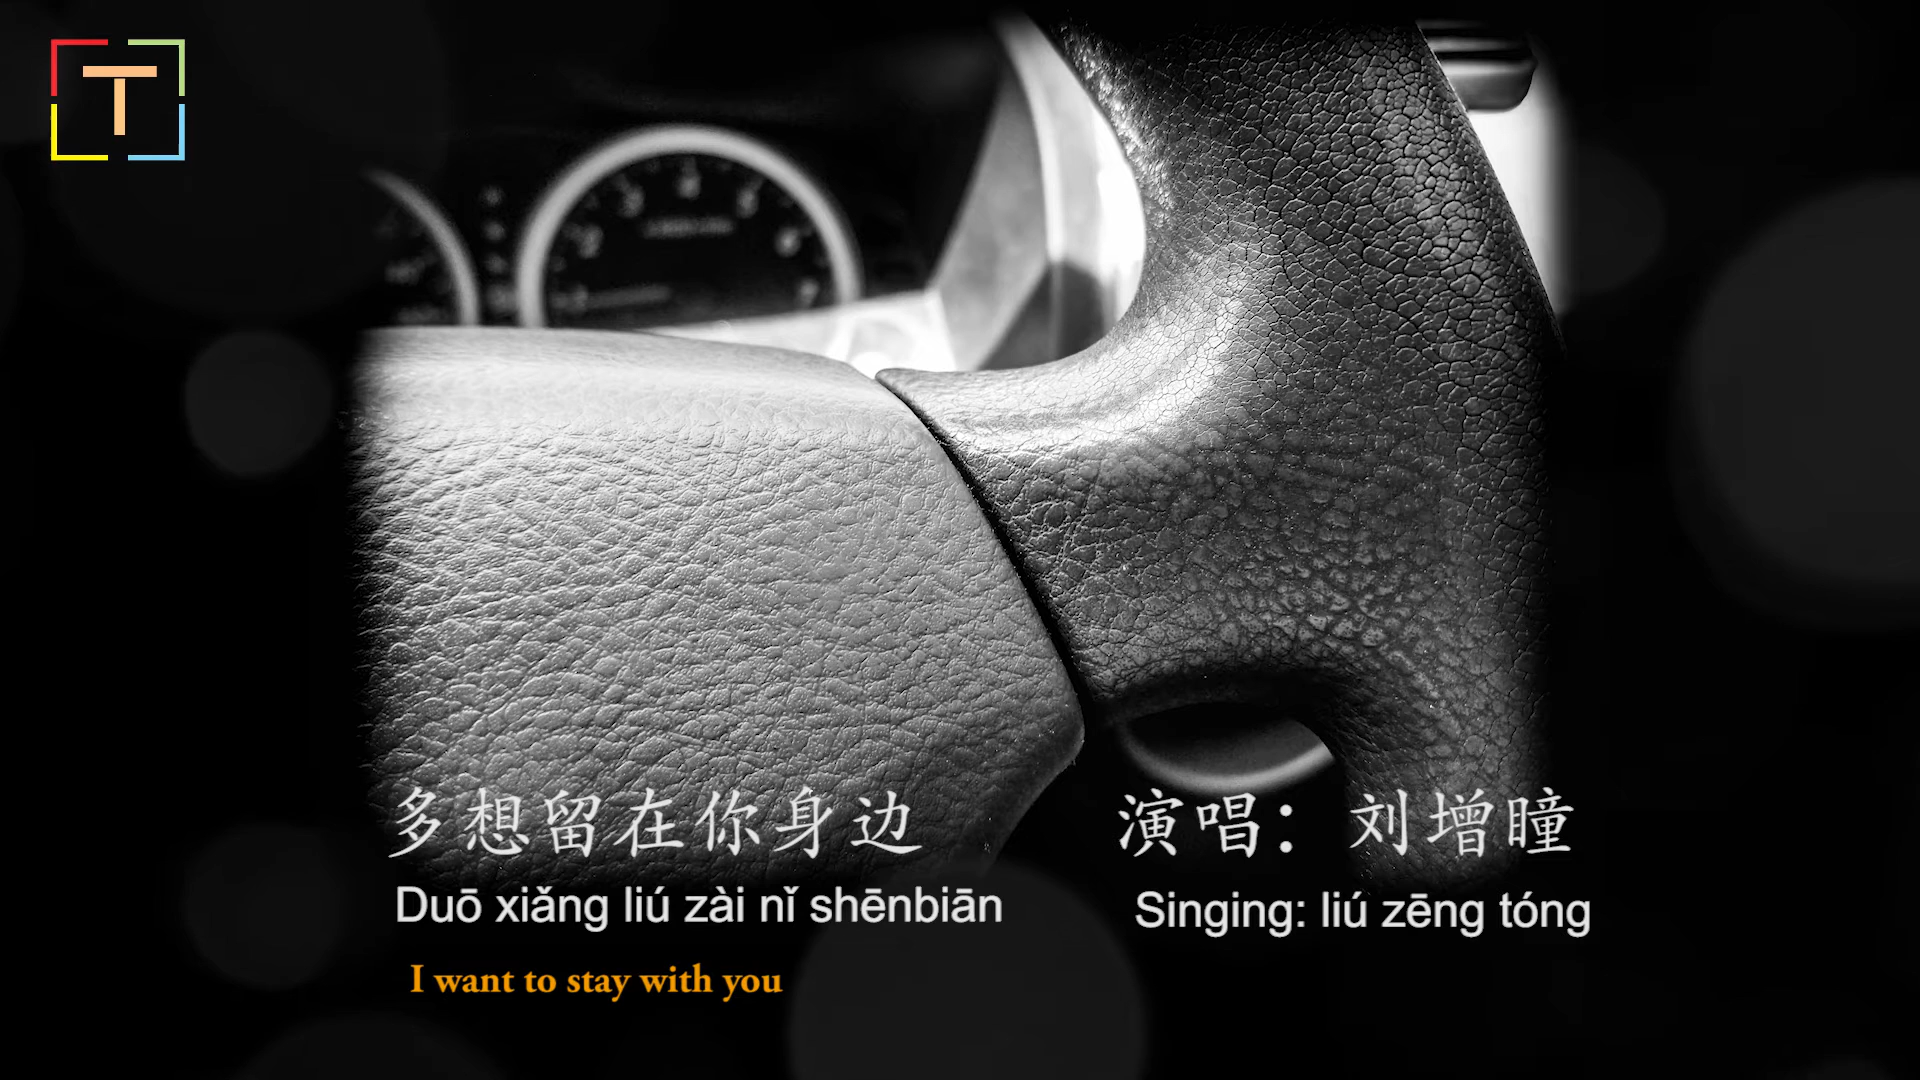 T
多想留在你身边
Duō xiǎng liú zài nǐ shēnbiān
I want to stay with you
演唱：刘增瞳
Singing: liú zēng tóng